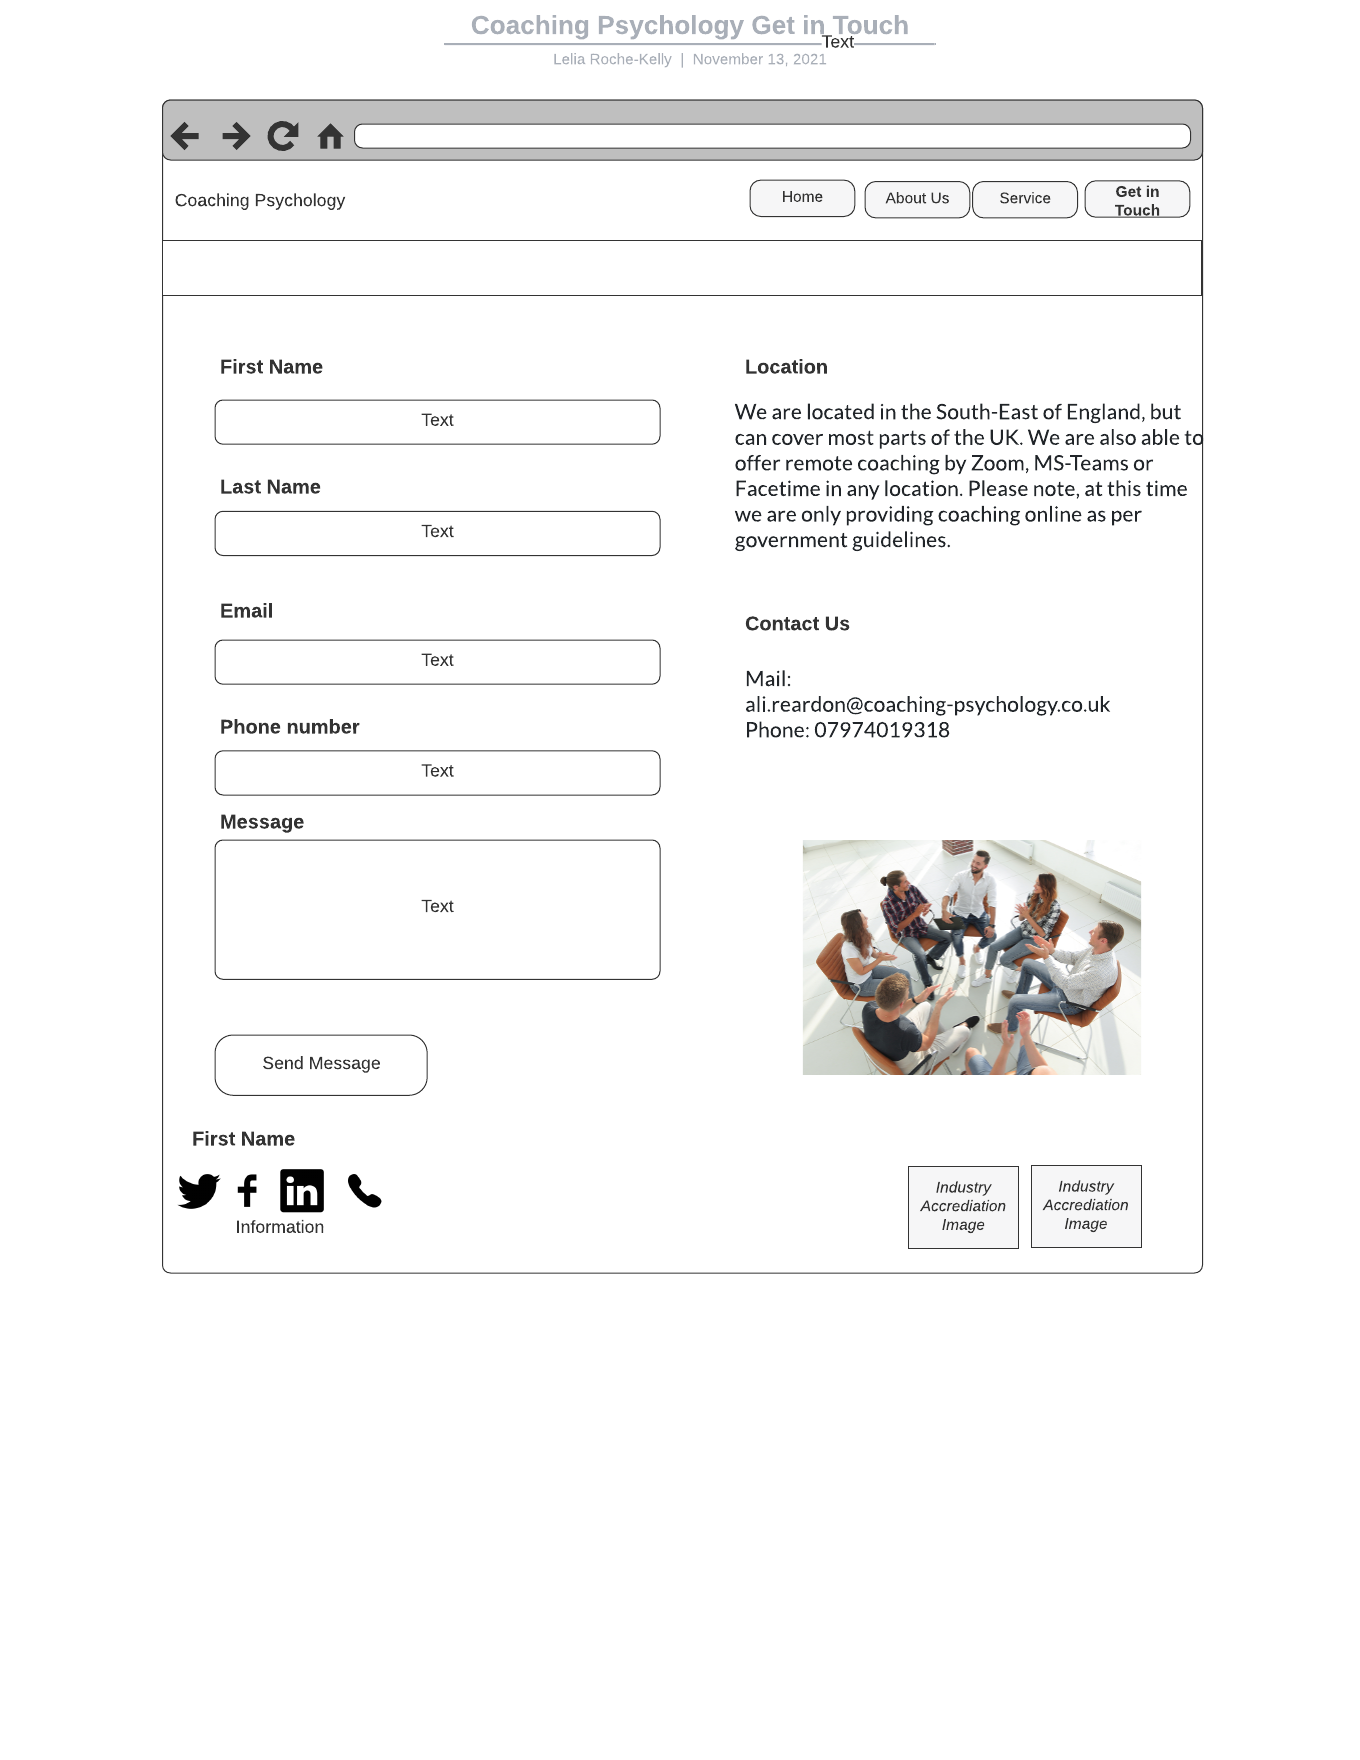 Coaching Psychology Get in Touch
Text
Lelia Roche-Kelly | November 13, 2021
Coaching Psychology
Home
About Us
Service
Get in
Touch
First Name
Text
Last Name
Text
Email
Text
Phone number
Text
Message
Text
Send Message
Location
We are located in the South-East of England, but
can cover most parts of the UK. We are also able to
offer remote coaching by Zoom, MS-Teams or
Facetime in any location. Please note, at this time
we are only providing coaching online as per
government guidelines.
Contact Us
Mail:
ali.reardon@coaching-psychology.co.uk
Phone: 07974019318
First Name
in
Information
Industry
Accrediation
Image
Industry
Accrediation
Image